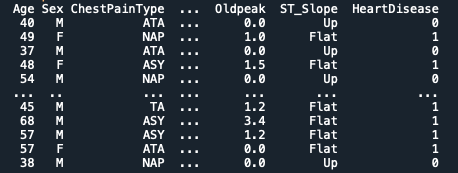 Age Sex ChestPainType ... Oldpeak ST_Slope HeartDisease
40 M ATA ... 0.0 Up 0
49 F NAP ... 1.0 Flat 1
37 M ATA ... 0.0 Up 0
48 F ASY ... 1.5 Flat 1
54 M NAP ... 0.0 Up 0
... .. ... ... ... ... ...
45 M TA ... 1.2 Flat 1
68 M ASY ... 3.4 Flat 1
57 M ASY ... 1.2 Flat 1
57 F ATA ... 0.0 Flat 1
38 M NAP ... 0.0 Up 0